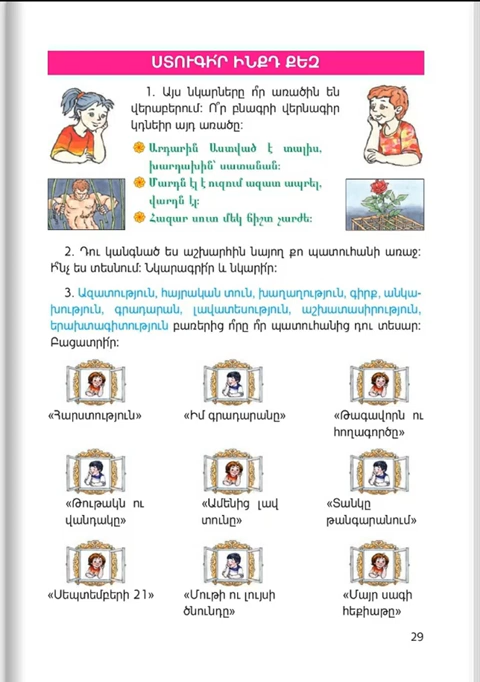 ՍՏՈՒԳԻ՛Ր ԻՆՔԴ ՔԵԶ
1. Այս նկարները ո՞ր առածին են
վերաբերում: Ո՞ր բնագրի վերնագիր
կդնեիր այդ առածը:
Արդարին Աստված է տալիս,
խարդախին՝ սատանան:
Մարդն էլ է ուզում ազատ ապրել,
վարդն էլ:
Հազար սուտ մեկ ճիշտ չարժե:
2. Դու կանգնած ես աշխարհին նայող քո պատուհանի առաջ:
Ի՞նչ ես տեսնում: Նկարագրի՛ր և նկարի՛ր:
3. Ազատություն, հայրական տուն, խաղաղություն, գիրք, անկա-
խություն, գրադարան, լավատեսություն, աշխատասիրություն,
երախտագիտություն բառերից ո՞րը ո՞ր պատուհանից դու տեսար:
Բացատրի՛ր:
«Հարստություն» «Իմ գրադարանը» «Թագավորն ու
հողագործը»
«Թութակն ու «Ամենից լավ «Տանկը
վանդակը» տունը» թանգարանում»
«Սեպտեմբերի 21» «Մութի ու լույսի «Մայր սագի
ծնունդը» հեքիաթը»
29